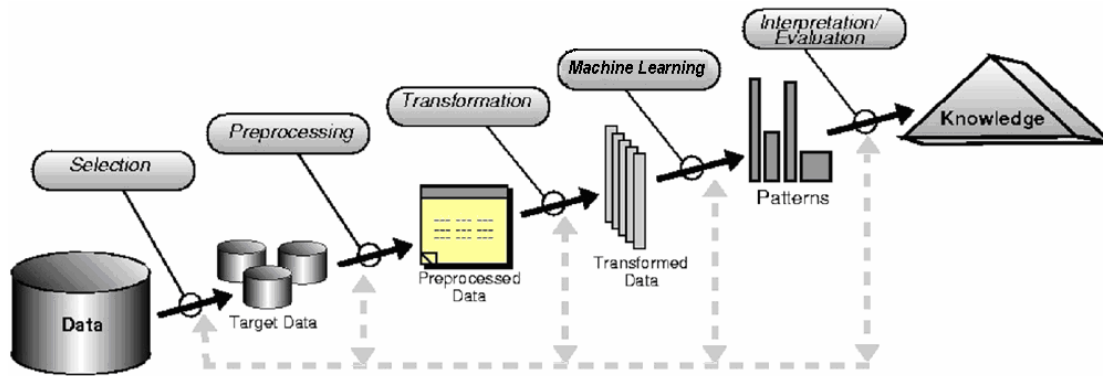 Interpretation/
Evaluation
Machine Learning
Transformation
Preprocessing
Selection
Knowledge
Patterns
Transformed
Data
Preprocessed
Data
Target Data
Data